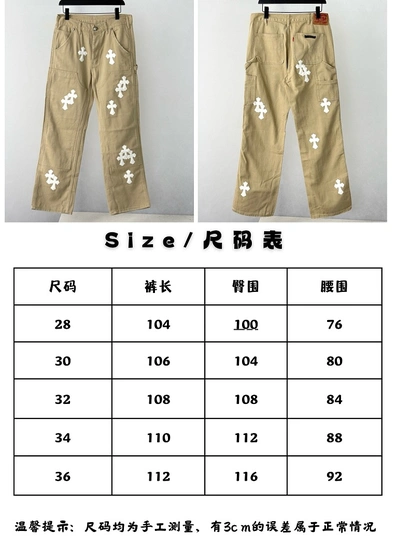 Size/尺码表
尺码 裤长 臀围 腰围
28 104 100 76
30 106 104 80
32 108 108 84
34 110 112 88
36 112 116 92
温馨提示：尺码均为手工测量、有3cm的误差属于正常情况